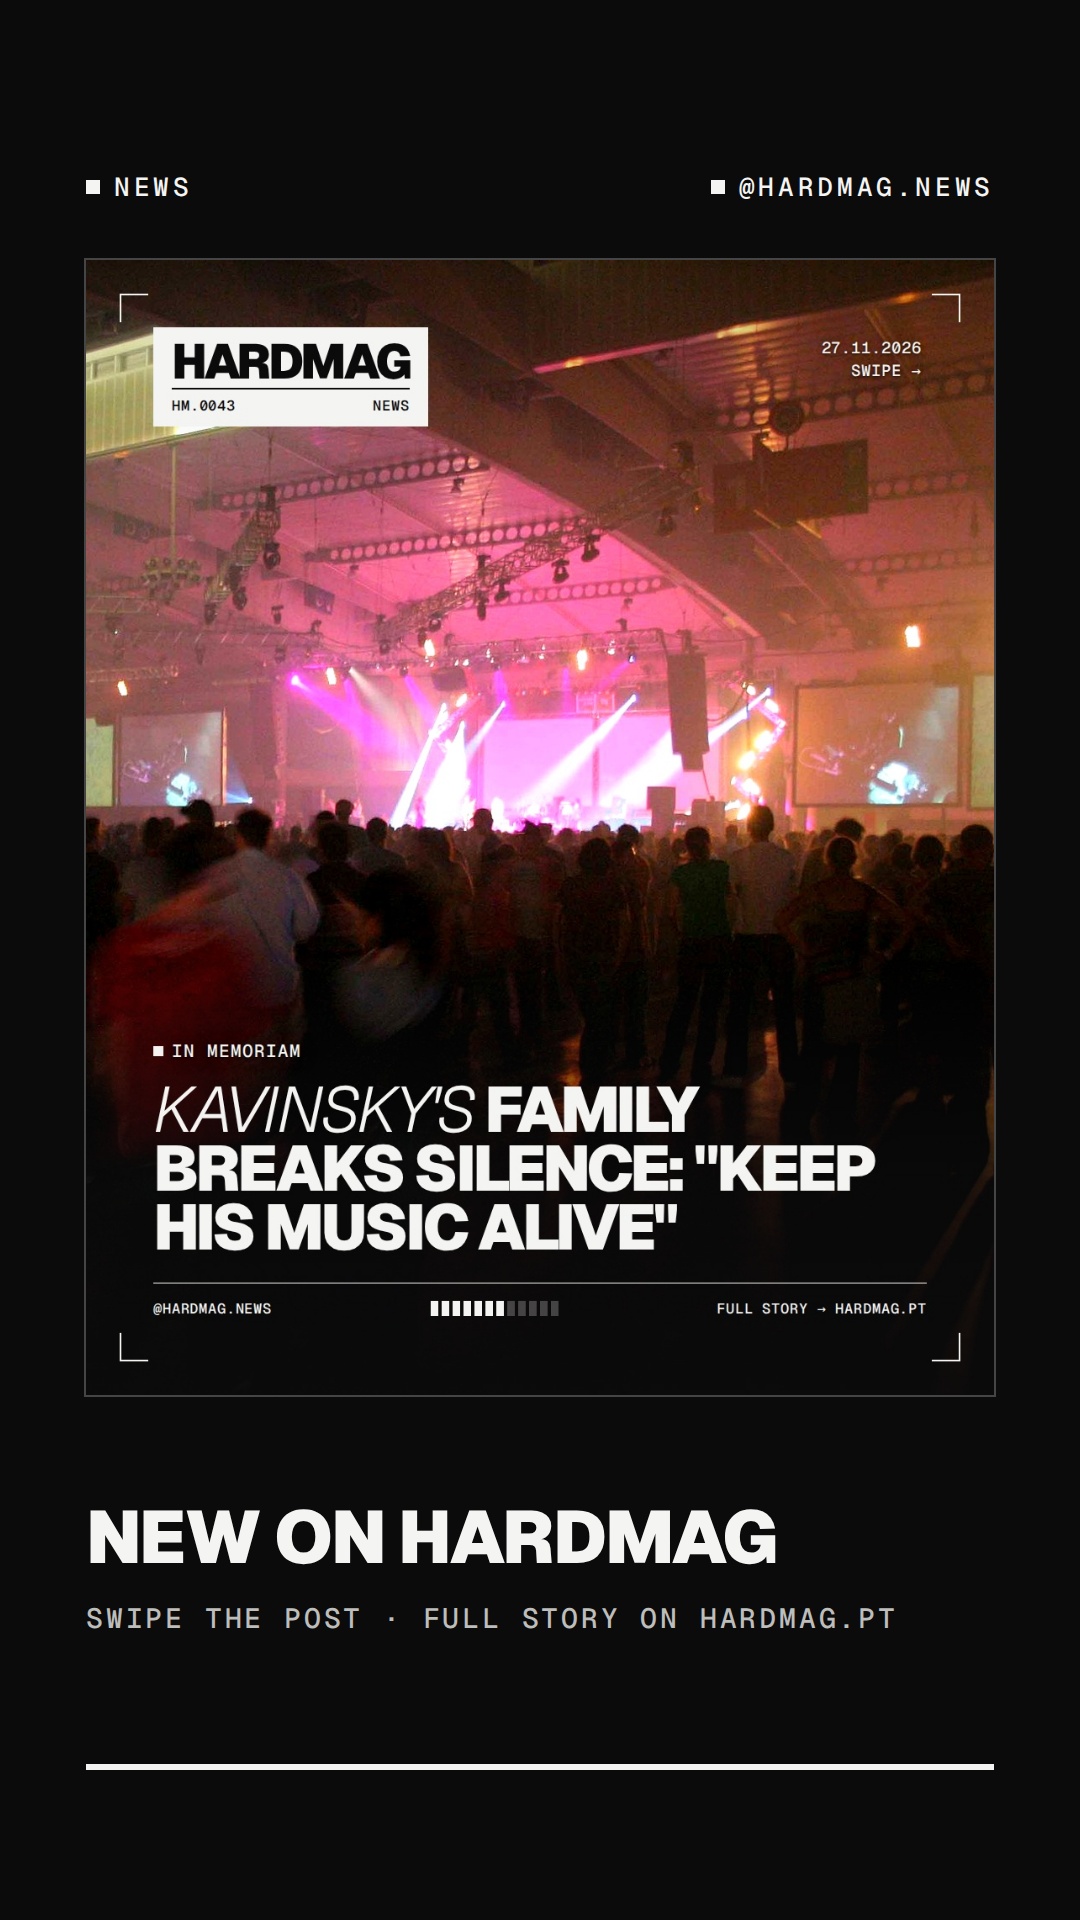 NEWS
@HARDMAG.NEWS
HARDMAG
HM.0043 NEWS
27.11.2026
SWIPE →
IN MEMORIAM
KAVINSKY'S FAMILY
BREAKS SILENCE: "KEEP
HIS MUSIC ALIVE"
@HARDMAG.NEWS
FULL STORY → HARDMAG.PT
NEW ON HARDMAG
SWIPE THE POST · FULL STORY ON HARDMAG.PT